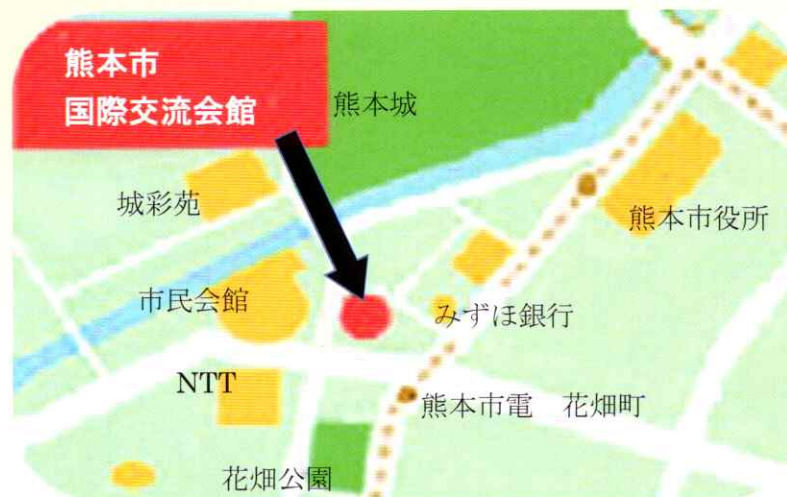 熊本市
国際交流会館
熊本城
城彩苑
熊本市役所
市民会館
みずほ銀行
NTT
熊本市電　花畑町
花畑公園